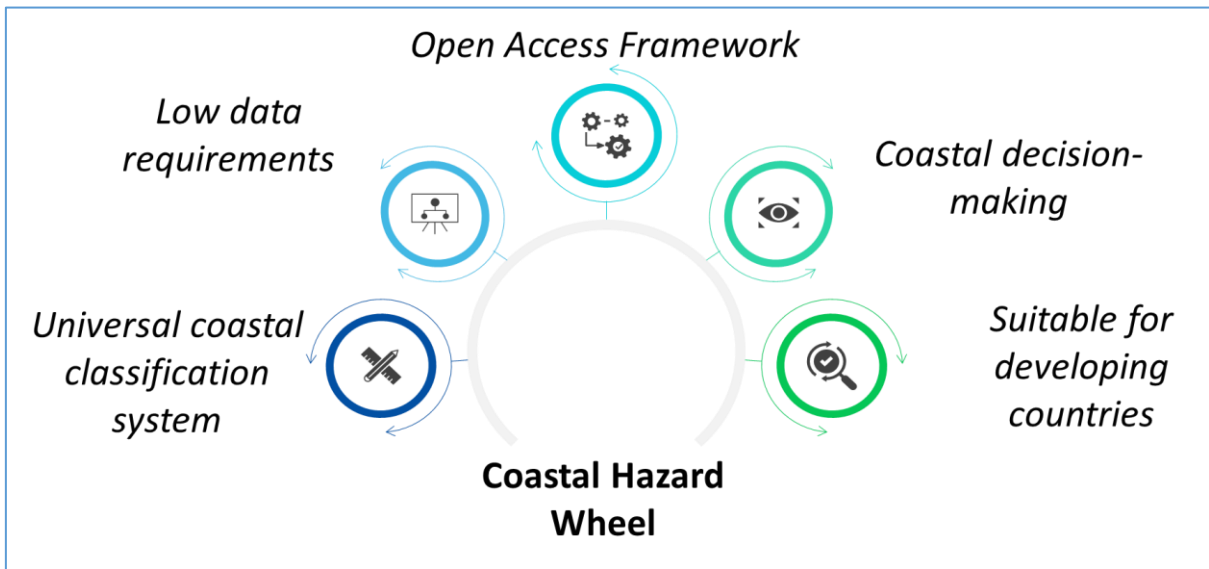 Open Access Framework
Low data
requirements
Coastal decision-
making
Universal coastal
classification
system
Suitable for
developing
countries
Coastal Hazard
Wheel